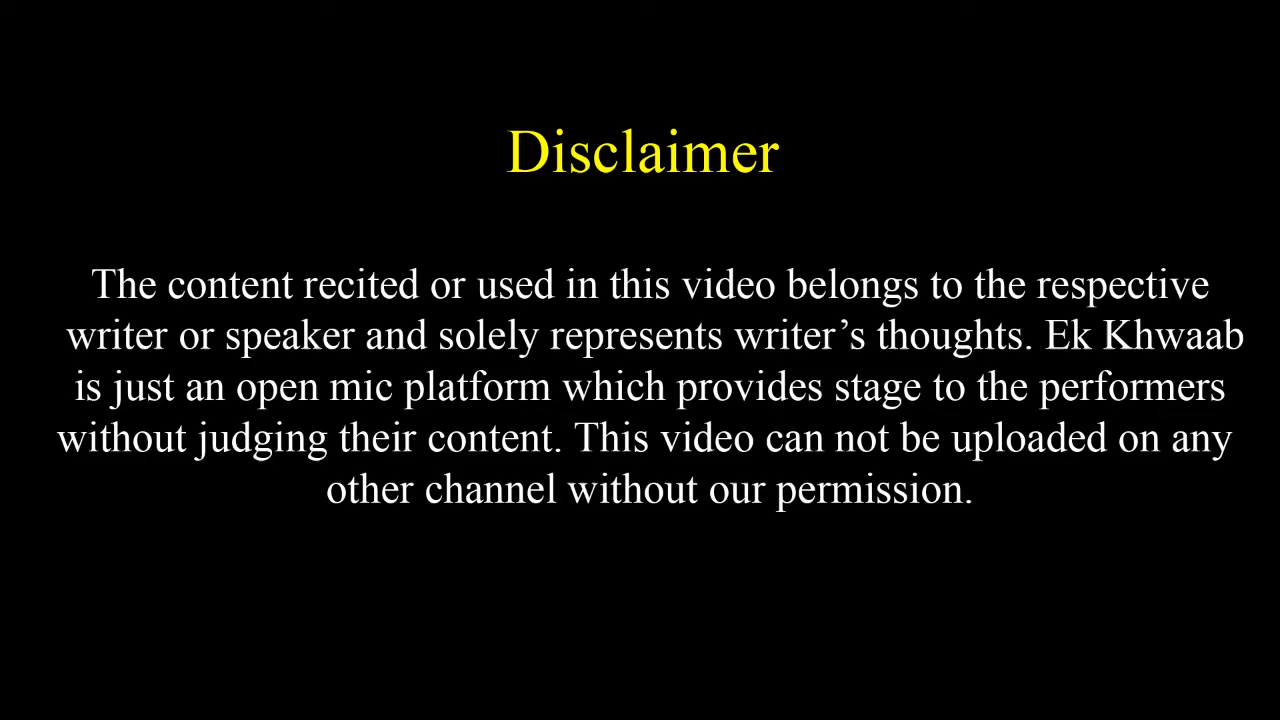 Disclaimer
The content recited or used in this video belongs to the respective
writer or speaker and solely represents writer’s thoughts. Ek Khwaab
is just an open mic platform which provides stage to the performers
without judging their content. This video can not be uploaded on any
other channel without our permission.